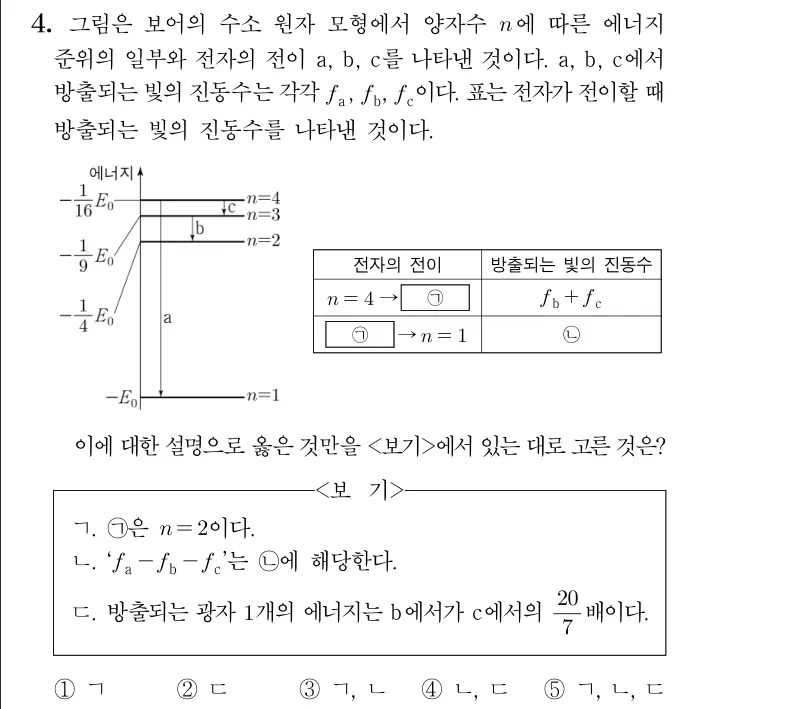 4. 그림은 보어의 수소 원자 모형에서 양자수 n에 따른 에너지
준위의 일부와 전자의 전이 a, b, c를 나타낸 것이다. a, b, c에서
방출되는 빛의 진동수는 각각 fₐ, f_b, f_c이다. 표는 전자가 전이할 때
방출되는 빛의 진동수를 나타낸 것이다.
에너지
-1/16 E₀
n=4
c
n=3
-1/9 E₀
b
n=2
-1/4 E₀
a
-E₀
n=1
전자의 전이 방출되는 빛의 진동수
n = 4 → ㉠ f_b + f_c
㉠ → n = 1 ㉡
이에 대한 설명으로 옳은 것만을 <보기>에서 있는 대로 고른 것은?
<보 기>
ㄱ. ㉠은 n = 2이다.
ㄴ. ‘fₐ - f_b - f_c’는 ㉡에 해당한다.
ㄷ. 방출되는 광자 1개의 에너지는 b에서가 c에서의 20/7 배이다.
① ㄱ ② ㄷ ③ ㄱ, ㄴ ④ ㄴ, ㄷ ⑤ ㄱ, ㄴ, ㄷ